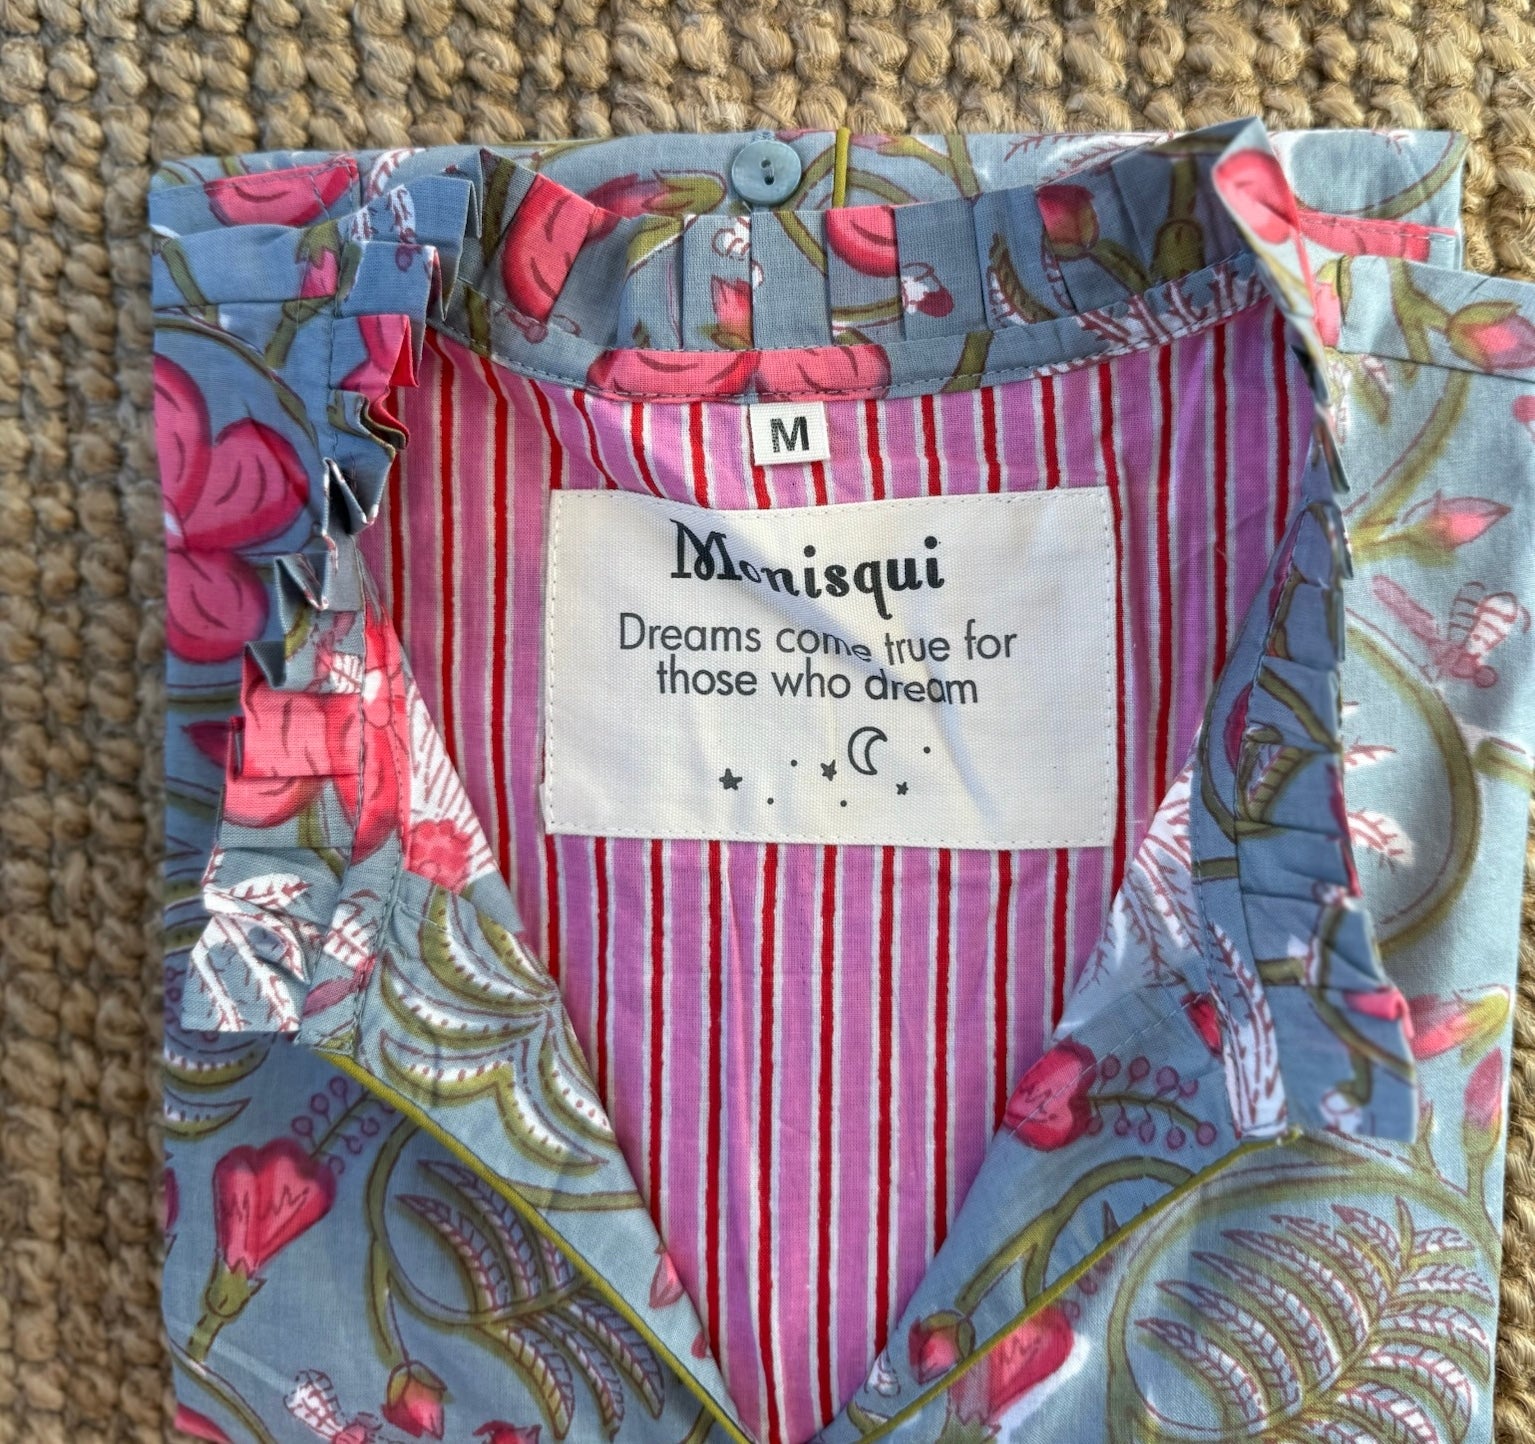 M
Monisqui
Dreams come true for
those who dream